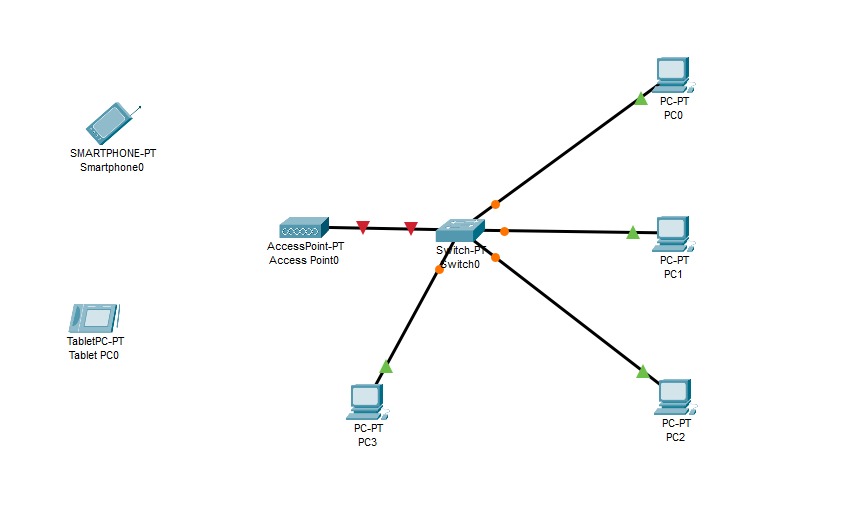 PC-PT
PC0
SMARTPHONE-PT
Smartphone0
AccessPoint-PT
Access Point0
Switch-PT
Switch0
PC-PT
PC1
TabletPC-PT
Tablet PC0
PC-PT
PC3
PC-PT
PC2